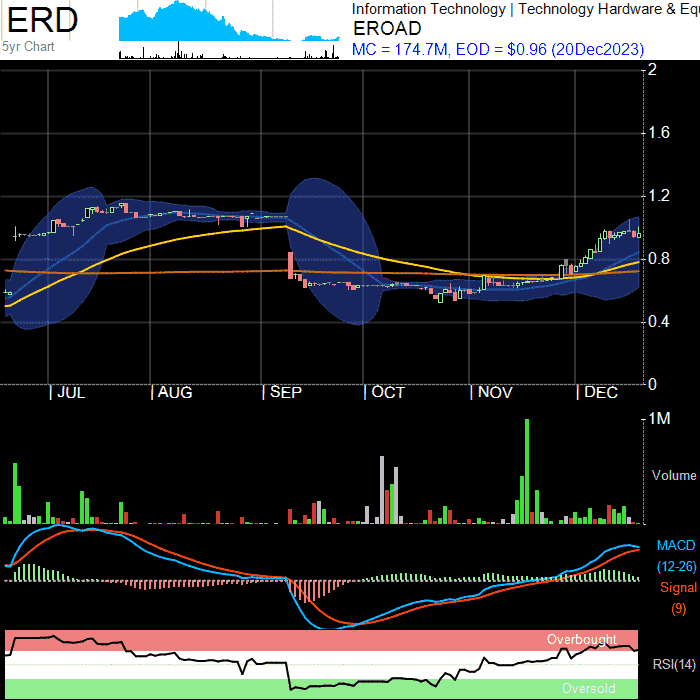 ERD
5yr Chart
Information Technology | Technology Hardware & Equ
EROAD
MC = 174.7M, EOD = $0.96 (20Dec2023)
2
1.6
1.2
0.8
0.4
0
| JUL | AUG | SEP | OCT | NOV | DEC
1M
Volume
MACD
(12-26)
Signal
(9)
Overbought
RSI(14)
Oversold